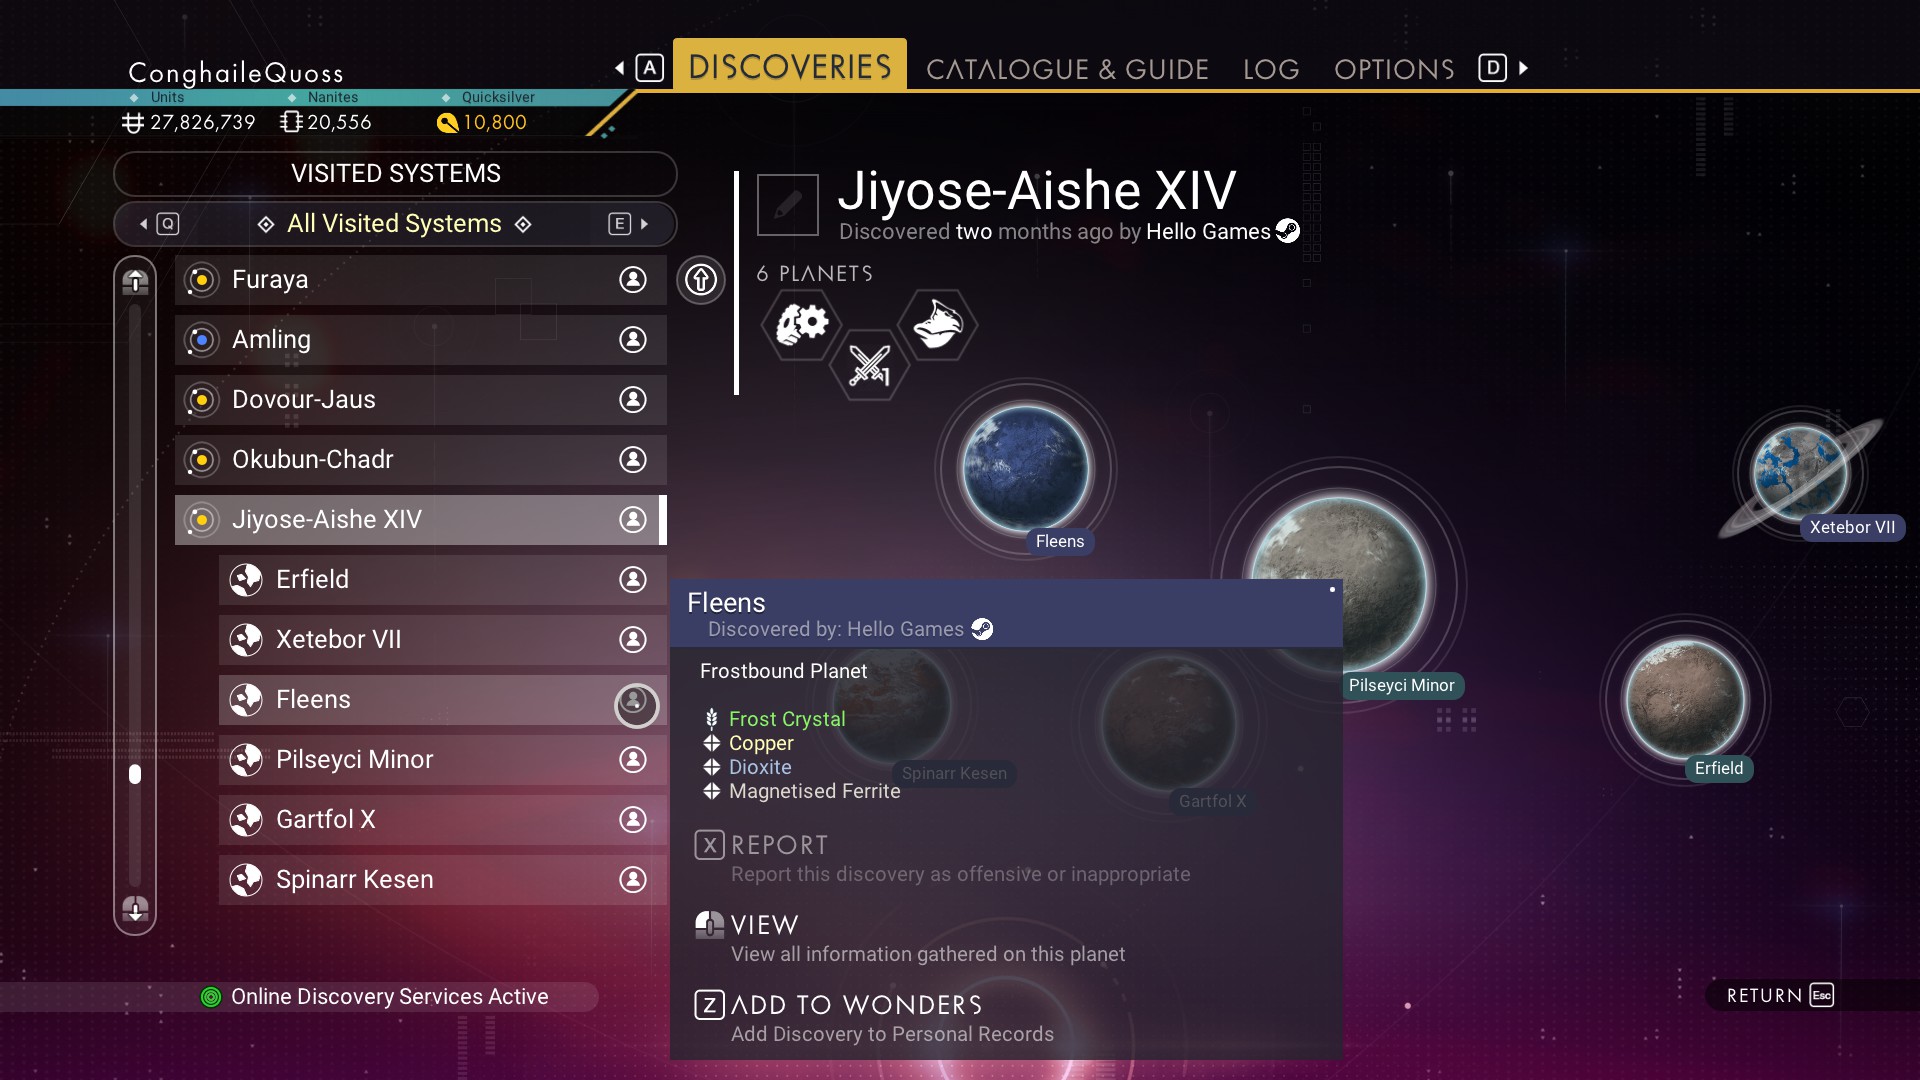 ConghaileQuoss
Units
Nanites
Quicksilver
27,826,739
20,556
10,800
A
DISCOVERIES
CATALOGUE & GUIDE
LOG
OPTIONS
D
VISITED SYSTEMS
Q
All Visited Systems
E
Furaya
Amling
Dovour-Jaus
Okubun-Chadr
Jiyose-Aishe XIV
Erfield
Xetebor VII
Fleens
Pilseyci Minor
Gartfol X
Spinarr Kesen
Online Discovery Services Active
Jiyose-Aishe XIV
Discovered two months ago by Hello Games
6 PLANETS
1
Fleens
Xetebor VII
Pilseyci Minor
Erfield
Spinarr Kesen
Gartfol X
Fleens
Discovered by: Hello Games
Frostbound Planet
Frost Crystal
Copper
Dioxite
Magnetised Ferrite
X REPORT
Report this discovery as offensive or inappropriate
VIEW
View all information gathered on this planet
Z ADD TO WONDERS
Add Discovery to Personal Records
RETURN Esc